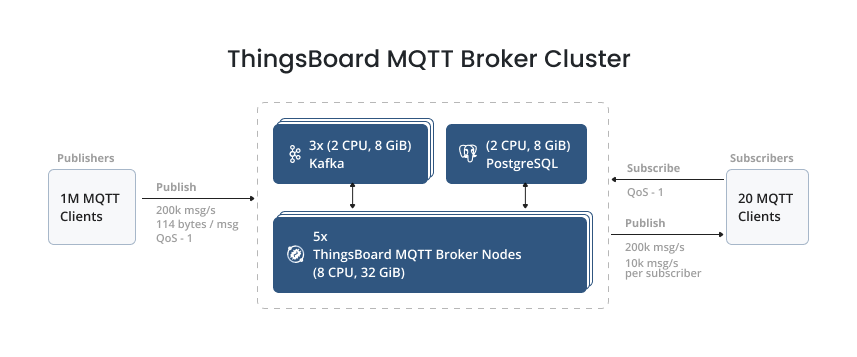 ThingsBoard MQTT Broker Cluster
Publishers
1M MQTT
Clients
Publish
200k msg/s
114 bytes / msg
QoS - 1
3x (2 CPU, 8 GiB)
Kafka
(2 CPU, 8 GiB)
PostgreSQL
5x
ThingsBoard MQTT Broker Nodes
(8 CPU, 32 GiB)
Subscribe
QoS - 1
Publish
200k msg/s
10k msg/s
per subscriber
Subscribers
20 MQTT
Clients